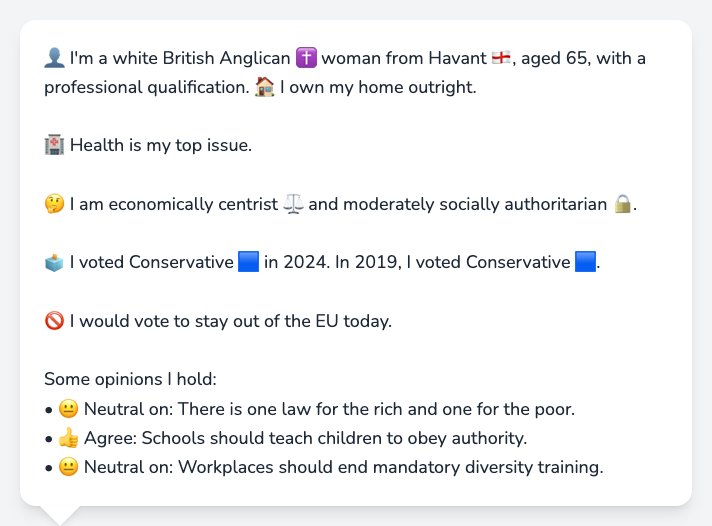 👤 I'm a white British Anglican ✝️ woman from Havant 🏴󠁧󠁢󠁥󠁮󠁧󠁿, aged 65, with a
professional qualification. 🏠 I own my home outright.
🏥 Health is my top issue.
🤔 I am economically centrist ⚖️ and moderately socially authoritarian 🔒.
🗳️ I voted Conservative 🟦 in 2024. In 2019, I voted Conservative 🟦.
🚫 I would vote to stay out of the EU today.
Some opinions I hold:
• 😐 Neutral on: There is one law for the rich and one for the poor.
• 👍 Agree: Schools should teach children to obey authority.
• 😐 Neutral on: Workplaces should end mandatory diversity training.